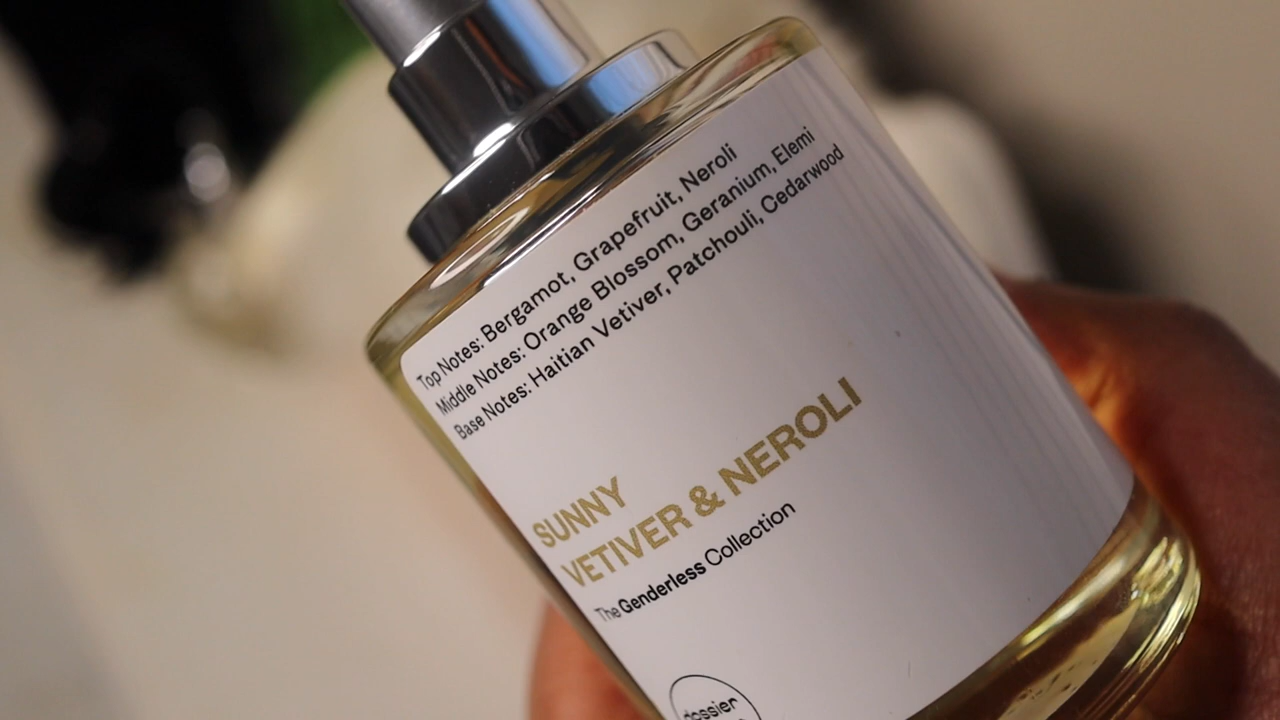 Top Notes: Bergamot, Grapefruit, Neroli
Middle Notes: Orange Blossom, Geranium, Elemi
Base Notes: Haitian Vetiver, Patchouli, Cedarwood
SUNNY
VETIVER & NEROLI
The Genderless Collection
dossier